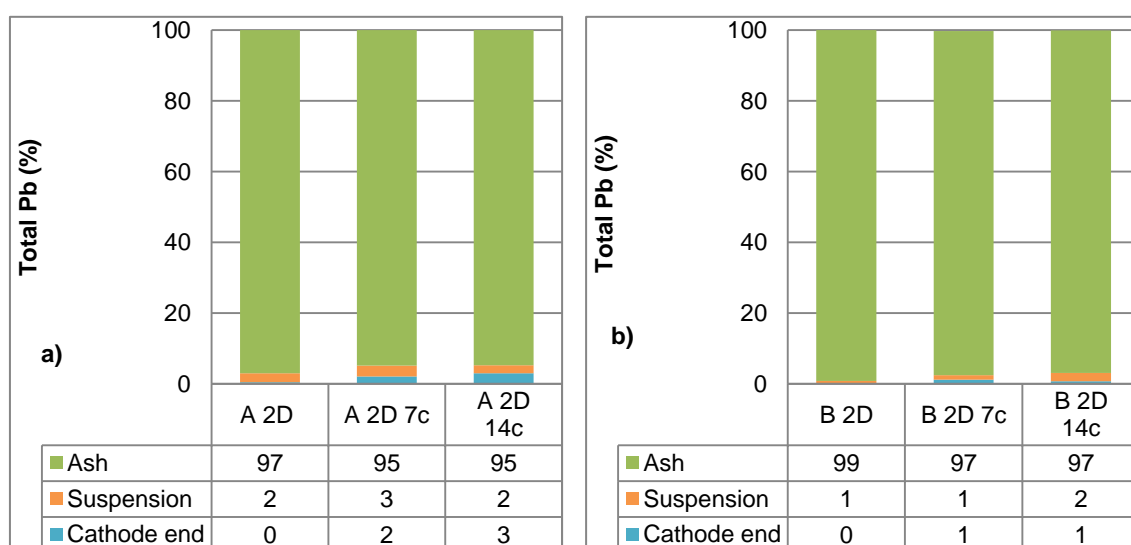 Total Pb (%)
100
80
60
40
20
0
a)
A 2D A 2D 7c A 2D 14c
Ash 97 95 95
Suspension 2 3 2
Cathode end 0 2 3
Total Pb (%)
100
80
60
40
20
0
b)
B 2D B 2D 7c B 2D 14c
Ash 99 97 97
Suspension 1 1 2
Cathode end 0 1 1